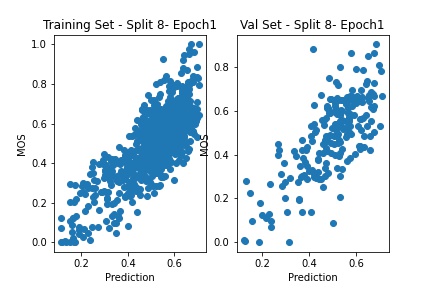 Training Set - Split 8- Epoch1
MOS
1.0
0.8
0.6
0.4
0.2
0.0
0.2 0.4 0.6
Prediction
Val Set - Split 8- Epoch1
MOS
0.8
0.6
0.4
0.2
0.0
0.2 0.4 0.6
Prediction